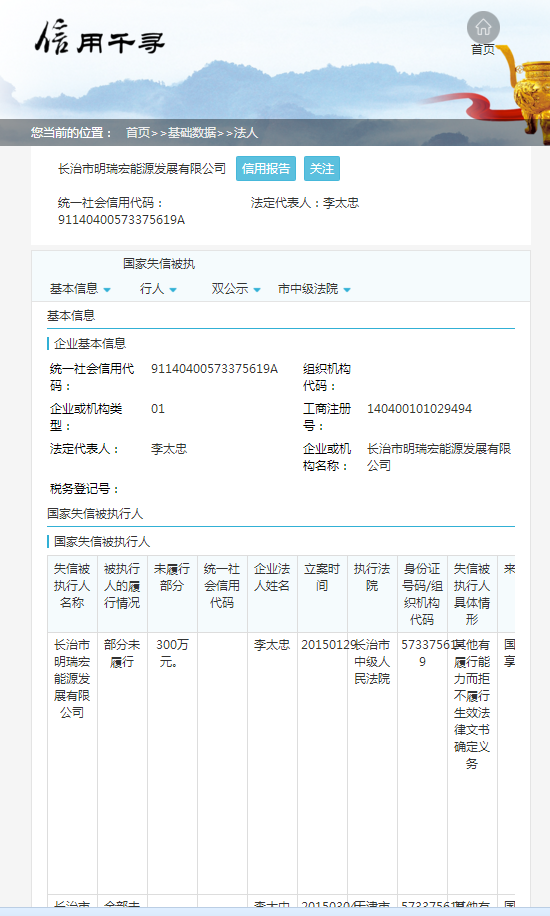 信用千寻
首页
您当前的位置： 首页>>基础数据>>法人
长治市明瑞宏能源发展有限公司 信用报告 关注
统一社会信用代码： 法定代表人：李太忠
91140400573375619A
国家失信被执
基本信息 行人 双公示 市中级法院
基本信息
企业基本信息
统一社会信用代 91140400573375619A 组织机构
码： 代码：
企业或机构类 01 工商注册 140400101029494
型： 号：
法定代表人： 李太忠 企业或机 长治市明瑞宏能源发展有限
构名称： 公司
税务登记号：
国家失信被执行人
国家失信被执行人
失信被 被执行 未履行 统一社 企业法 立案时 执行法 身份证 失信被 来
执行人 人的履 部分 会信用 人姓名 间 院 号码/组 执行人
名称 行情况 代码 织机构 具体情
代码 形
长治市 部分未 300万 李太忠 20150129 长治市 57337561- 其他有 国
明瑞宏 履行 元。 中级人 9 履行能 享
能源发 民法院 力而拒
展有限 不履行
公司 生效法
律文书
确定义
务
长治市 全部未 李太忠 20150304 天津市 57337561- 其他有 国